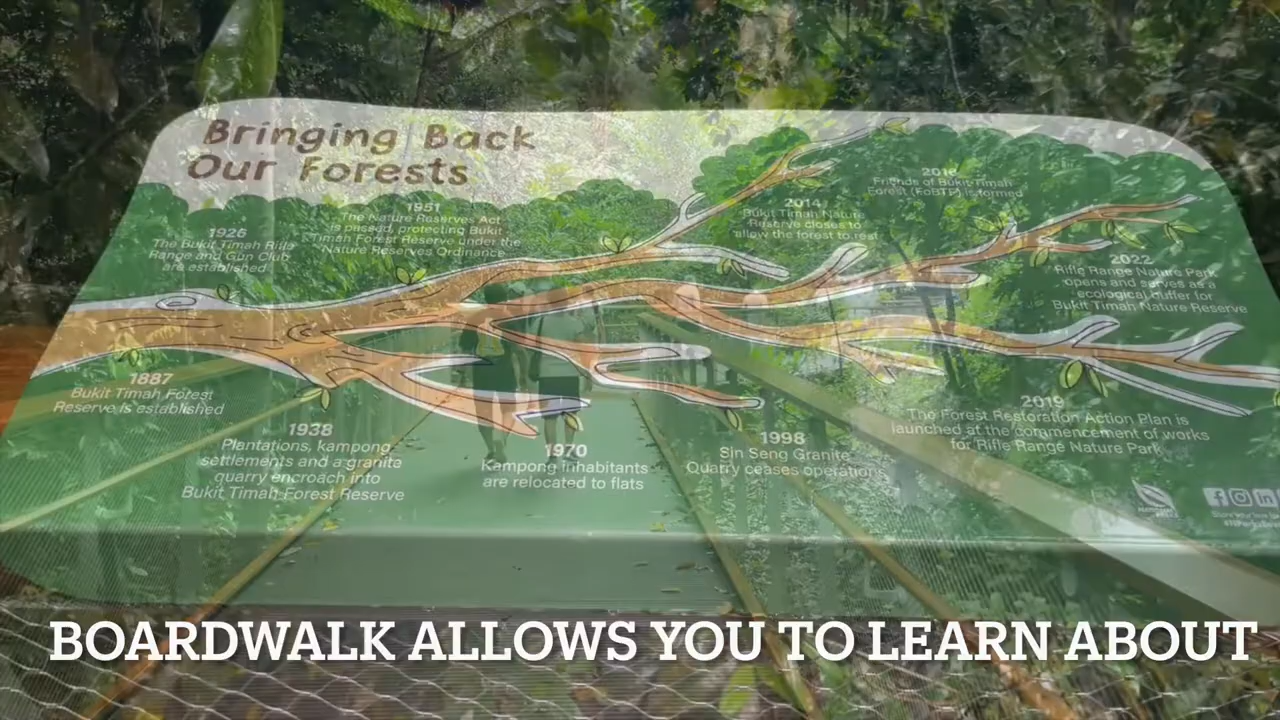 Bringing Back
Our Forests
1951
The Nature Reserves Act
is passed, protecting Bukit
Timah Forest Reserve under the
Nature Reserves Ordinance
1925
The Bukit Timah Rifle
Range and Gun Club
are established
2016
Friends of Bukit Timah
Forest (FoBTF) is formed
2014
Bukit Timah Nature
Reserve closes to
allow the forest to rest
2022
Rifle Range Nature Park
opens and serves as a
ecological buffer for
Bukit Timah Nature Reserve
1887
Bukit Timah Forest
Reserve is established
1938
Plantations, kampong
settlements and a granite
quarry encroach into
Bukit Timah Forest Reserve
1970
Kampong inhabitants
are relocated to flats
1998
Sin Seng Granite
Quarry ceases operations
2019
The Forest Restoration Action Plan is
launched at the commencement of works
for Rifle Range Nature Park
BOARDWALK ALLOWS YOU TO LEARN ABOUT